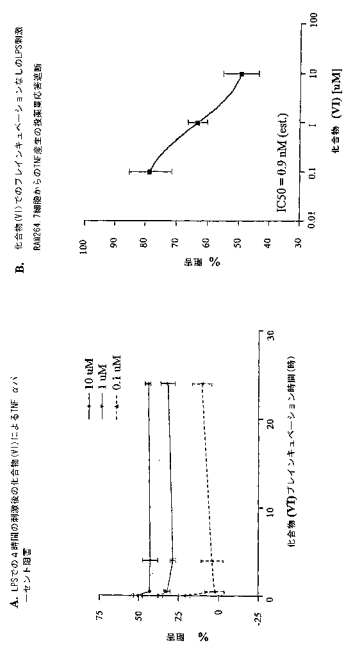 A. LPSでの4時間の刺激後の化合物(VI)によるTNF αパ
ーセント阻害
% 阻害
75
50
25
0
-25
0
10
20
30
化合物(VI)プレインキュベーション時間(時)
10 uM
1 uM
0.1 uM
B.
化合物(VI)でのプレインキュベーションなしのLPS刺激
RAW264.7細胞からのTNF産生の投薬量応答遮断
% 阻害
100
90
80
70
60
50
40
30
0.01
0.1
1
10
100
IC50 = 0.9 nM (est.)
化合物 (VI) [uM]